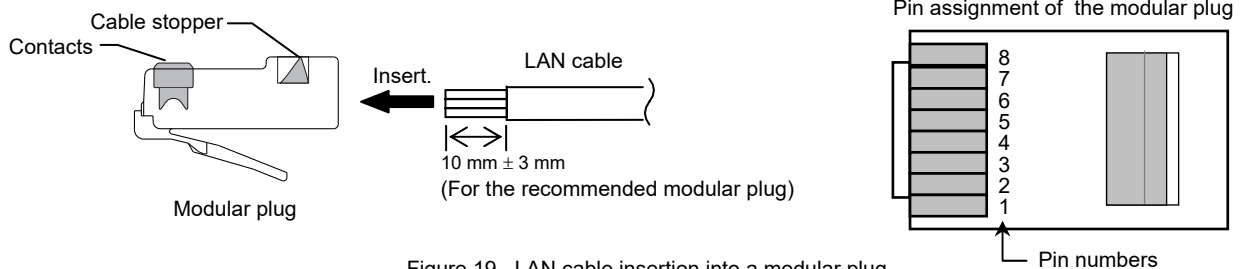 Cable stopper
Contacts
Insert.
LAN cable
10 mm ± 3 mm
(For the recommended modular plug)
Modular plug
Pin assignment of the modular plug
8
7
6
5
4
3
2
1
Pin numbers
Figure 19 LAN cable insertion into a modular plug